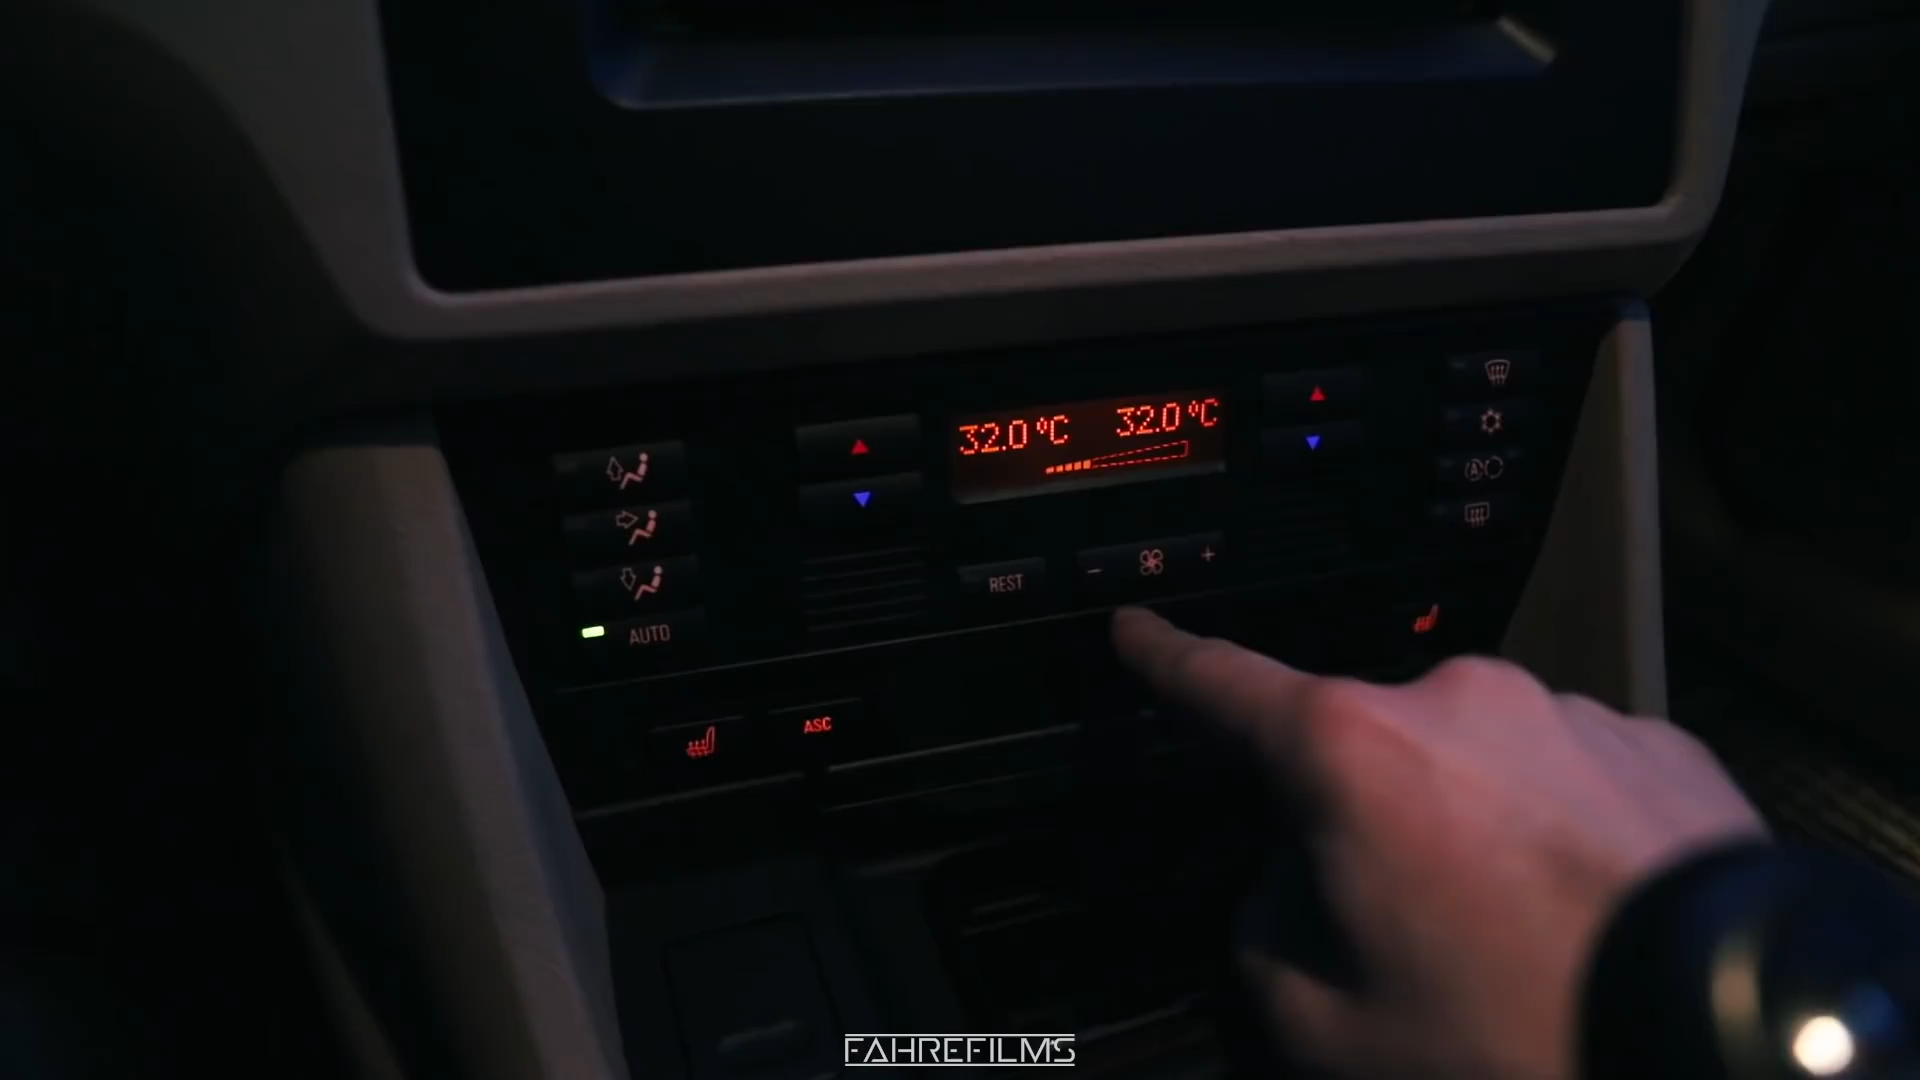 32.0 °C 32.0 °C
REST - +
AUTO
A
ASC
FAHREFILMS